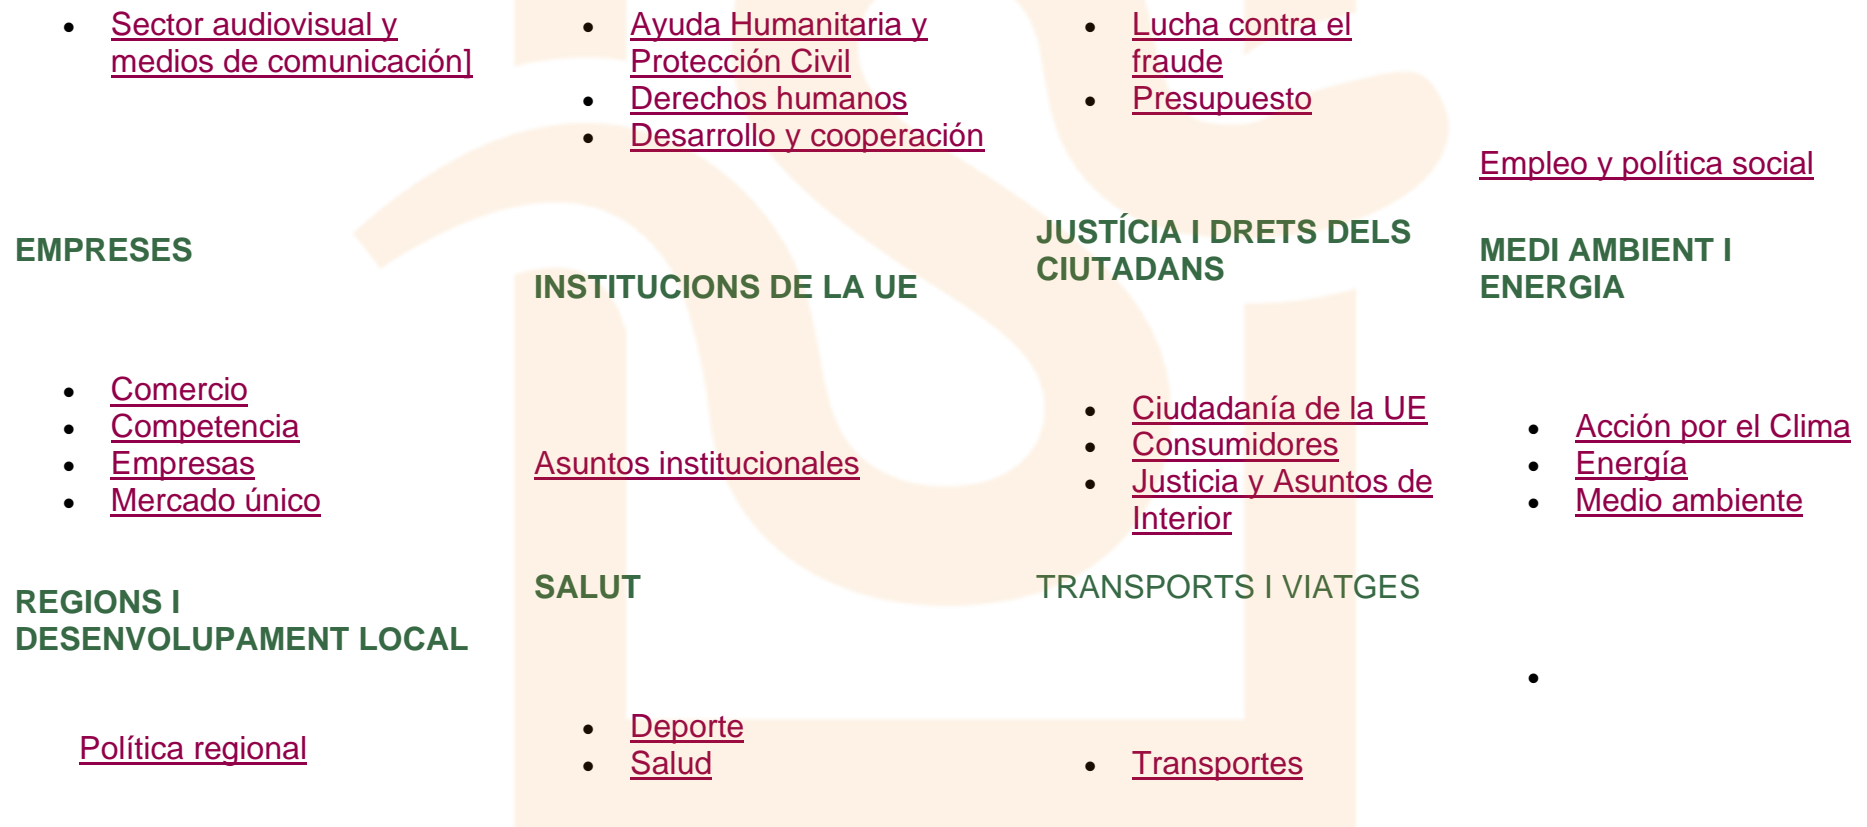 Sector audiovisual y
medios de comunicación]
Ayuda Humanitaria y
Protección Civil
Derechos humanos
Desarrollo y cooperación
Lucha contra el
fraude
Presupuesto
Empleo y política social
EMPRESES
INSTITUCIONS DE LA UE
JUSTÍCIA I DRETS DELS
CIUTADANS
MEDI AMBIENT I
ENERGIA
Comercio
Competencia
Empresas
Mercado único
Asuntos institucionales
Ciudadanía de la UE
Consumidores
Justicia y Asuntos de
Interior
Acción por el Clima
Energía
Medio ambiente
REGIONS I
DESENVOLUPAMENT LOCAL
SALUT
TRANSPORTS I VIATGES
Política regional
Deporte
Salud
Transportes